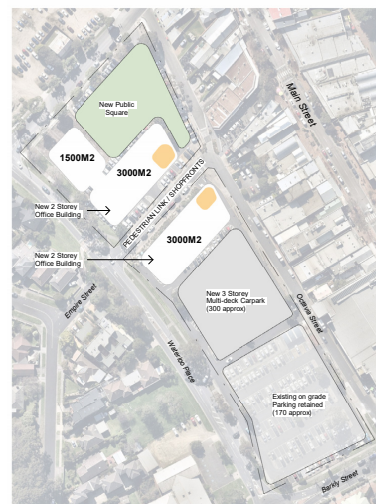 New Public
Square
Main Street
1500M2
3000M2
PEDESTRIAN LINK / SHOPFRONTS
New 2 Storey
Office Building
3000M2
New 2 Storey
Office Building
Empire Street
New 3 Storey
Multi-deck Carpark
(300 approx)
Octavia Street
Waterloo Place
Existing on grade
Parking retained
(170 approx)
Barkly Street